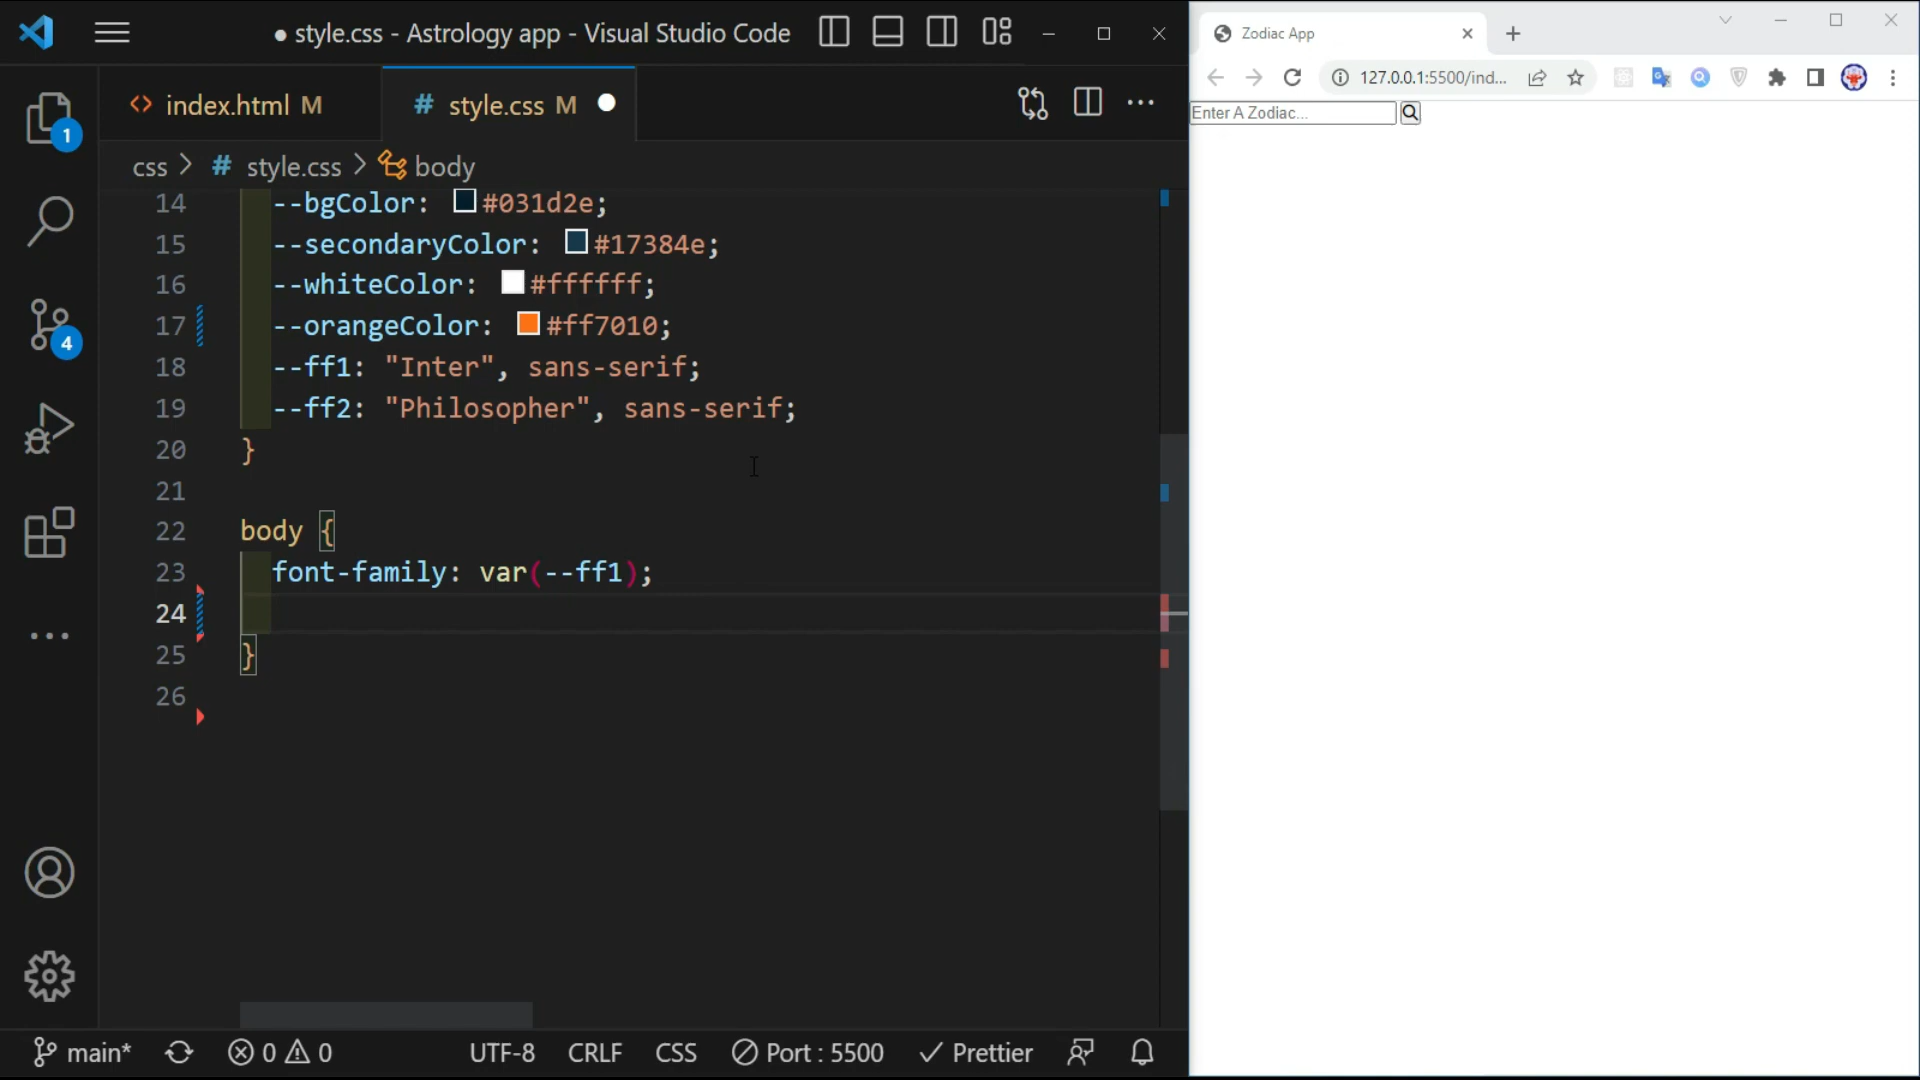 ● style.css - Astrology app - Visual Studio Code
index.html M
# style.css M
css > # style.css > body
14 --bgColor: #031d2e;
15 --secondaryColor: #17384e;
16 --whiteColor: #ffffff;
17 --orangeColor: #ff7010;
18 --ff1: "Inter", sans-serif;
19 --ff2: "Philosopher", sans-serif;
20 }
21
22 body {
23 font-family: var(--ff1);
24
25 }
26
1
4
main* 0 0 UTF-8 CRLF CSS Port : 5500 Prettier
Zodiac App
127.0.0.1:5500/ind...
Enter A Zodiac...